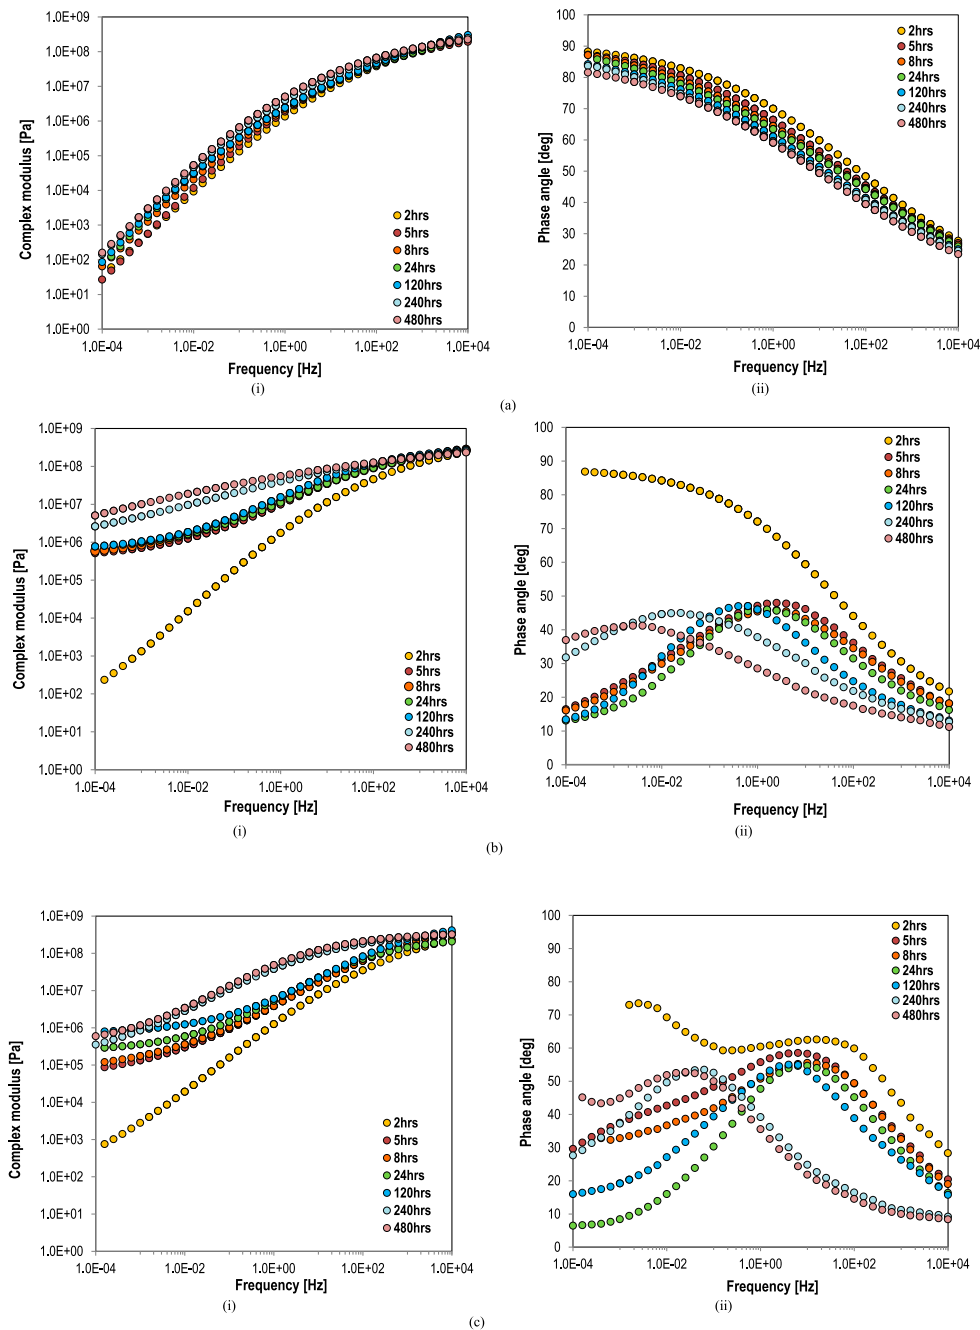 1.0E+09
1.0E+08
1.0E+07
1.0E+06
1.0E+05
1.0E+04
1.0E+03
1.0E+02
1.0E+01
1.0E+00
Complex modulus [Pa]
2hrs
5hrs
8hrs
24hrs
120hrs
240hrs
480hrs
1.0E-04 1.0E-02 1.0E+00 1.0E+02 1.0E+04
Frequency [Hz]
(i)
100
90
80
70
60
50
40
30
20
10
0
Phase angle [deg]
2hrs
5hrs
8hrs
24hrs
120hrs
240hrs
480hrs
1.0E-04 1.0E-02 1.0E+00 1.0E+02 1.0E+04
Frequency [Hz]
(ii)
(a)
1.0E+09
1.0E+08
1.0E+07
1.0E+06
1.0E+05
1.0E+04
1.0E+03
1.0E+02
1.0E+01
1.0E+00
Complex modulus [Pa]
2hrs
5hrs
8hrs
24hrs
120hrs
240hrs
480hrs
1.0E-04 1.0E-02 1.0E+00 1.0E+02 1.0E+04
Frequency [Hz]
(i)
100
90
80
70
60
50
40
30
20
10
0
Phase angle [deg]
2hrs
5hrs
8hrs
24hrs
120hrs
240hrs
480hrs
1.0E-04 1.0E-02 1.0E+00 1.0E+02 1.0E+04
Frequency [Hz]
(ii)
(b)
1.0E+09
1.0E+08
1.0E+07
1.0E+06
1.0E+05
1.0E+04
1.0E+03
1.0E+02
1.0E+01
1.0E+00
Complex modulus [Pa]
2hrs
5hrs
8hrs
24hrs
120hrs
240hrs
480hrs
1.0E-04 1.0E-02 1.0E+00 1.0E+02 1.0E+04
Frequency [Hz]
(i)
100
90
80
70
60
50
40
30
20
10
0
Phase angle [deg]
2hrs
5hrs
8hrs
24hrs
120hrs
240hrs
480hrs
1.0E-04 1.0E-02 1.0E+00 1.0E+02 1.0E+04
Frequency [Hz]
(ii)
(c)